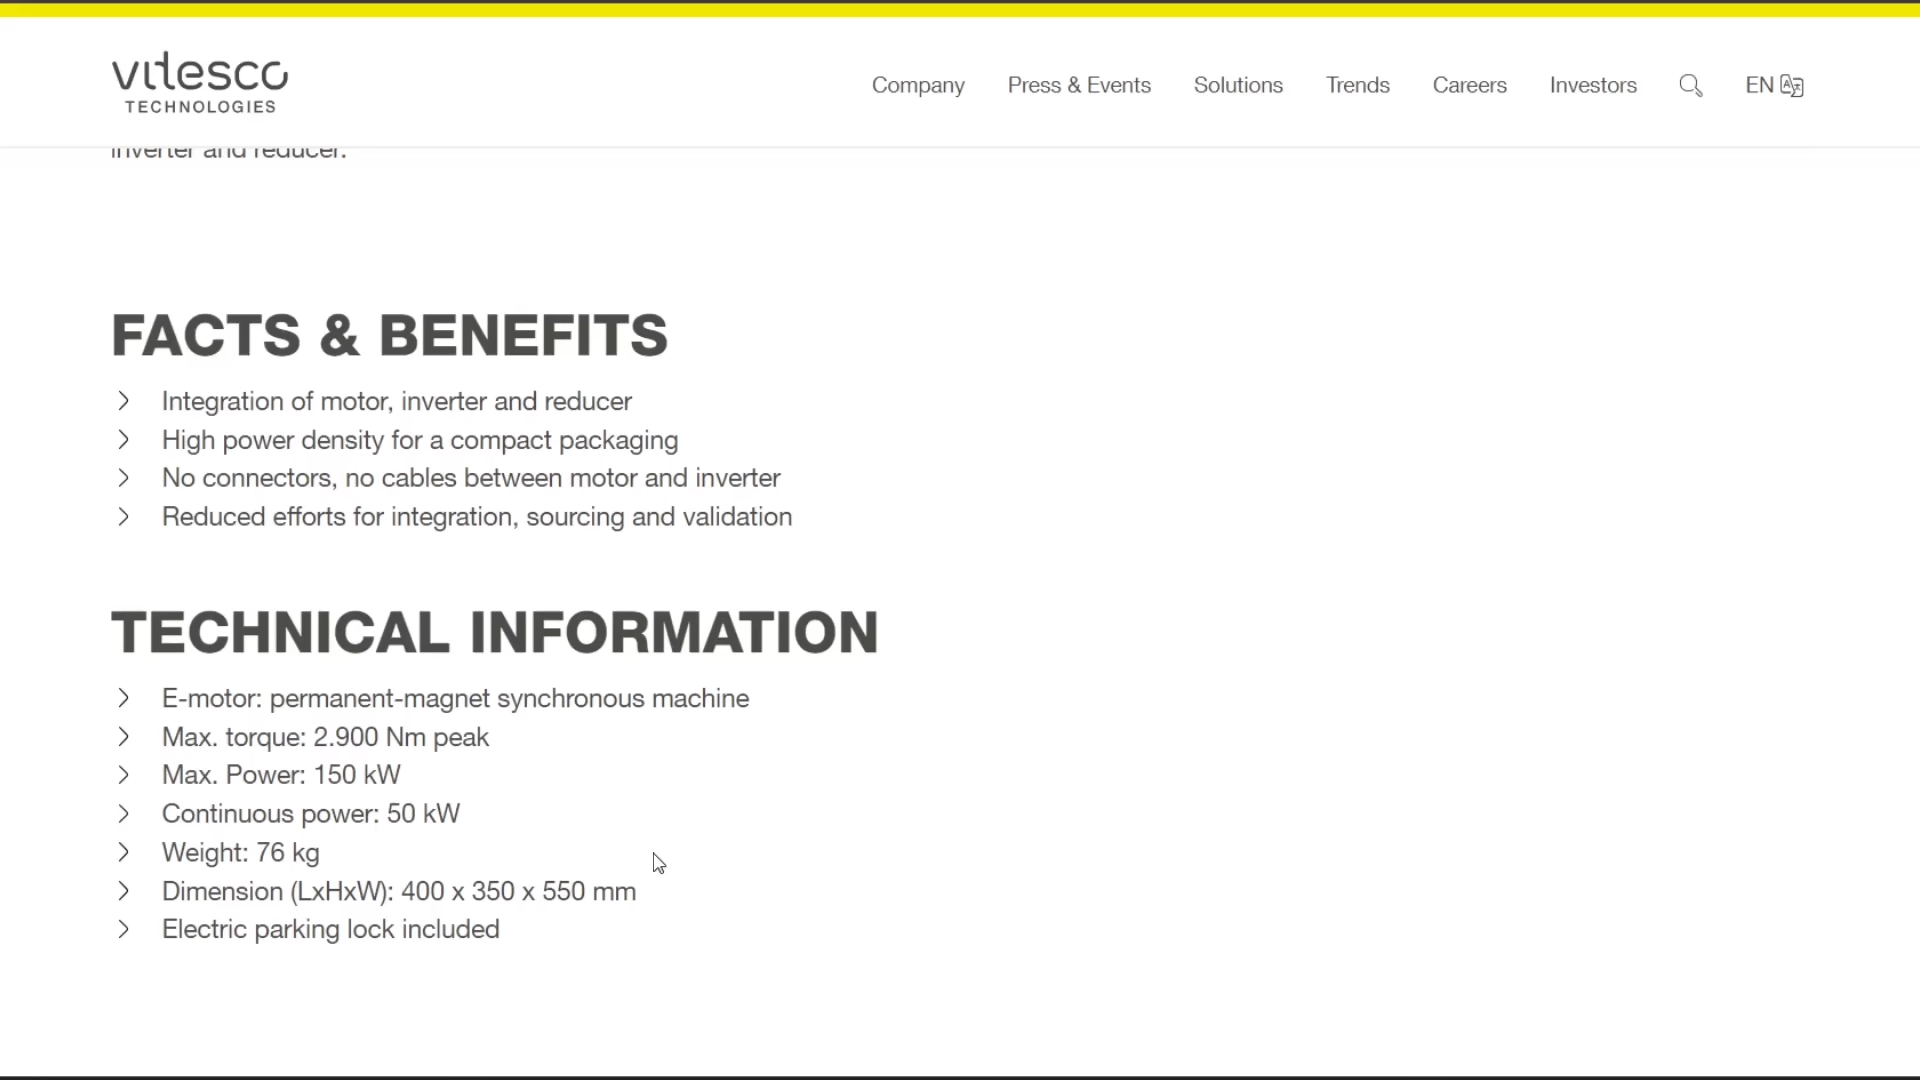 vitesco
TECHNOLOGIES
Company Press & Events Solutions Trends Careers Investors EN
inverter and reducer.
FACTS & BENEFITS
Integration of motor, inverter and reducer
High power density for a compact packaging
No connectors, no cables between motor and inverter
Reduced efforts for integration, sourcing and validation
TECHNICAL INFORMATION
E-motor: permanent-magnet synchronous machine
Max. torque: 2.900 Nm peak
Max. Power: 150 kW
Continuous power: 50 kW
Weight: 76 kg
Dimension (LxHxW): 400 x 350 x 550 mm
Electric parking lock included